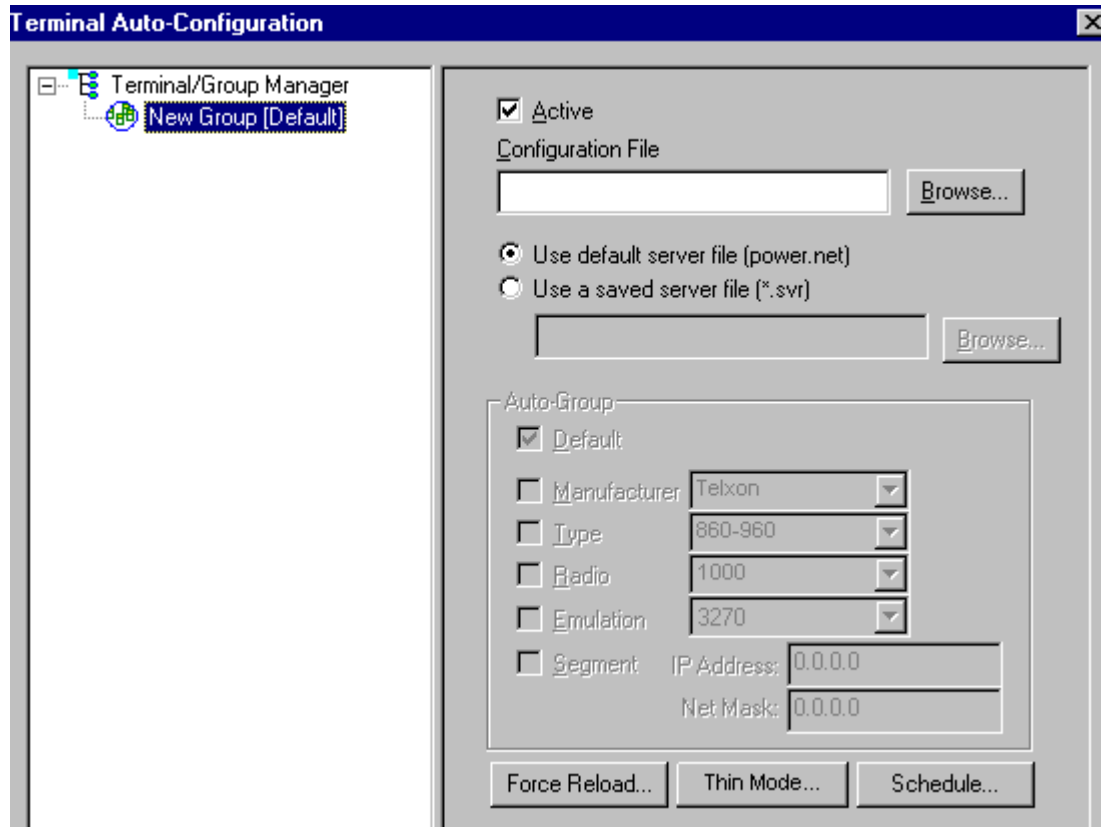 Terminal Auto-Configuration
Terminal/Group Manager
New Group [Default]
Active
Configuration File
Browse...
Use default server file (power.net)
Use a saved server file (*.svr)
Browse...
Auto-Group
Default
Manufacturer Telxon
Type 860-960
Radio 1000
Emulation 3270
Segment IP Address: 0.0.0.0
Net Mask: 0.0.0.0
Force Reload... Thin Mode... Schedule...